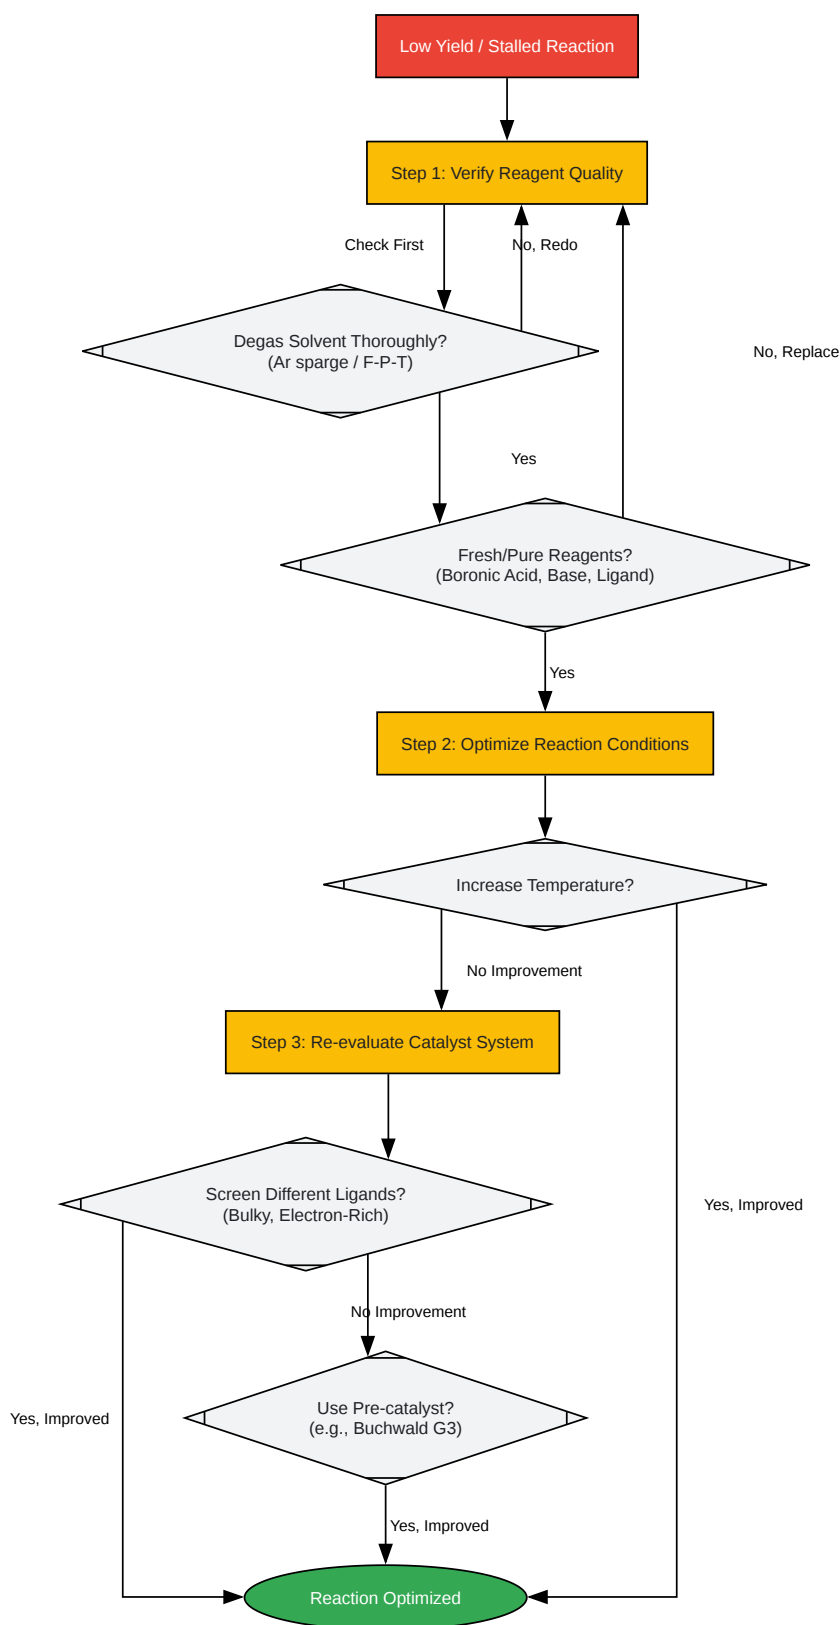 Low Yield / Stalled Reaction
Step 1: Verify Reagent Quality
Check First
No, Redo
Degas Solvent Thoroughly?
(Ar sparge / F-P-T)
No, Replace
Yes
Fresh/Pure Reagents?
(Boronic Acid, Base, Ligand)
Yes
Step 2: Optimize Reaction Conditions
Increase Temperature?
No Improvement
Step 3: Re-evaluate Catalyst System
Screen Different Ligands?
(Bulky, Electron-Rich)
Yes, Improved
No Improvement
Use Pre-catalyst?
(e.g., Buchwald G3)
Yes, Improved
Yes, Improved
Reaction Optimized